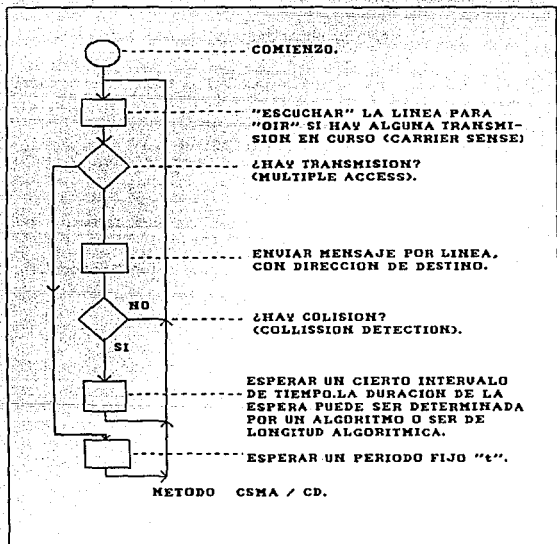 COMIENZO.
"ESCUCHAR" LA LINEA PARA
"OIR" SI HAY ALGUNA TRANSMI-
SION EN CURSO (CARRIER SENSE)
¿HAY TRANSMISION?
(MULTIPLE ACCESS).
ENVIAR MENSAJE POR LINEA,
CON DIRECCION DE DESTINO.
NO
¿HAY COLISION?
(COLLISSION DETECTION).
SI
ESPERAR UN CIERTO INTERVALO
DE TIEMPO.LA DURACION DE LA
ESPERA PUEDE SER DETERMINADA
POR UN ALGORITMO O SER DE
LONGITUD ALGORITMICA.
ESPERAR UN PERIODO FIJO "t".
METODO CSMA / CD.